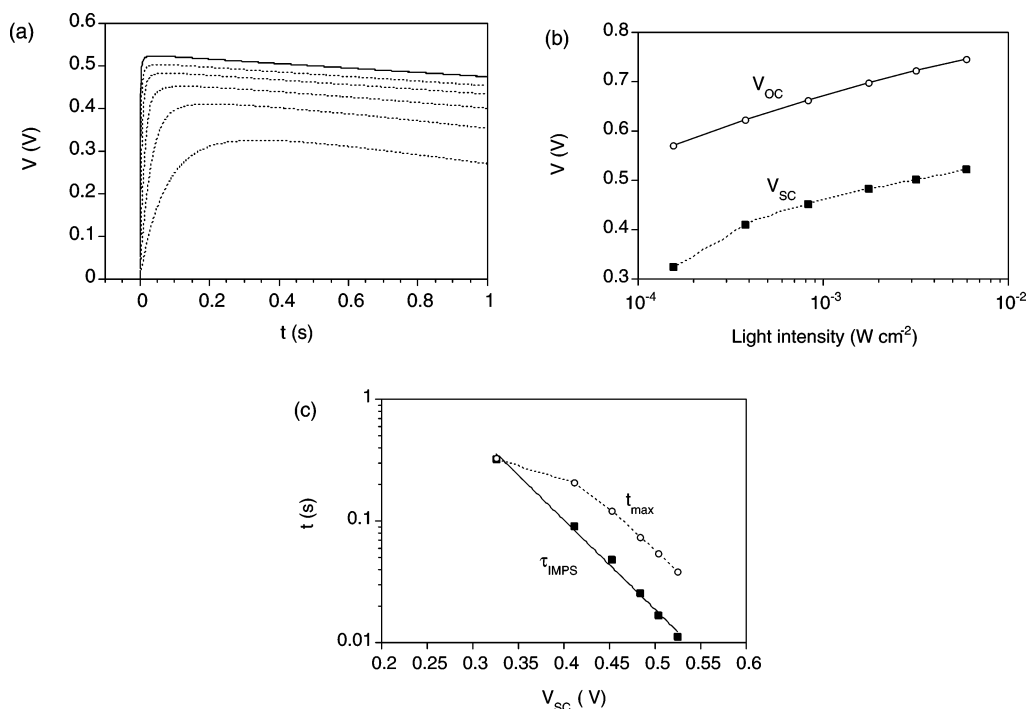 (a)
0.6
0.5
0.4
0.3
0.2
0.1
0
V (V)
0 0.2 0.4 0.6 0.8 1
t (s)
(b)
0.8
0.7
0.6
0.5
0.4
0.3
V (V)
V_OC
V_SC
10^-4 10^-3 10^-2
Light intensity (W cm^-2)
(c)
1
0.1
0.01
t (s)
t_max
τ_IMPS
0.2 0.25 0.3 0.35 0.4 0.45 0.5 0.55 0.6
V_SC ( V)